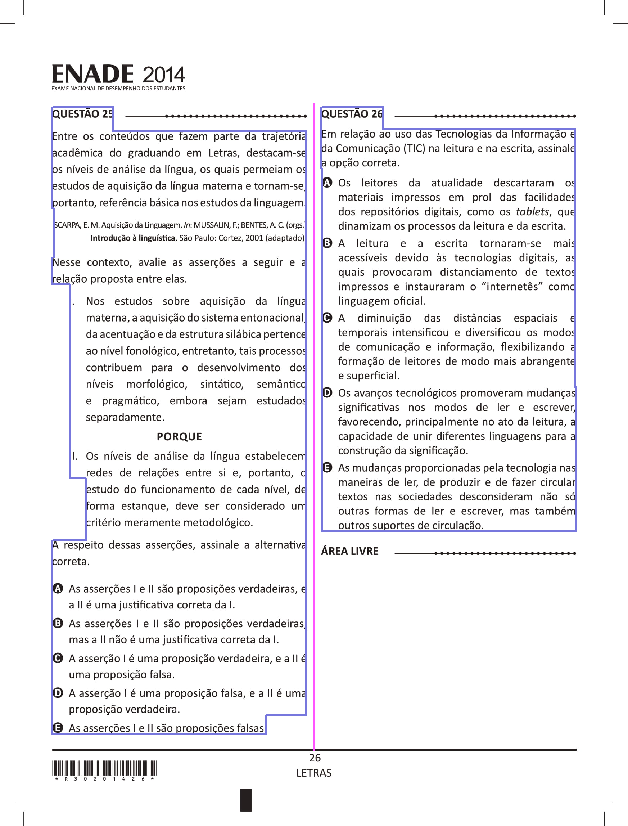 ENADE 2014
EXAME NACIONAL DE DESEMPENHO DOS ESTUDANTES
QUESTÃO 25
Entre os conteúdos que fazem parte da trajetória
acadêmica do graduando em Letras, destacam-se
os níveis de análise da língua, os quais permeiam os
estudos de aquisição da língua materna e tornam-se,
portanto, referência básica nos estudos da linguagem.
SCARPA, E. M. Aquisição da Linguagem. In: MUSSALIN, F.; BENTES, A. C. (orgs.)
Introdução à linguística. São Paulo: Cortez, 2001 (adaptado)
Nesse contexto, avalie as asserções a seguir e a
relação proposta entre elas.
I. Nos estudos sobre aquisição da língua
materna, a aquisição do sistema entonacional,
da acentuação e da estrutura silábica pertence
ao nível fonológico, entretanto, tais processos
contribuem para o desenvolvimento dos
níveis morfológico, sintático, semântico
e pragmático, embora sejam estudados
separadamente.
PORQUE
II. Os níveis de análise da língua estabelecem
redes de relações entre si e, portanto, o
estudo do funcionamento de cada nível, de
forma estanque, deve ser considerado um
critério meramente metodológico.
A respeito dessas asserções, assinale a alternativa
correta.
A As asserções I e II são proposições verdadeiras, e
a II é uma justificativa correta da I.
B As asserções I e II são proposições verdadeiras,
mas a II não é uma justificativa correta da I.
C A asserção I é uma proposição verdadeira, e a II é
uma proposição falsa.
D A asserção I é uma proposição falsa, e a II é uma
proposição verdadeira.
E As asserções I e II são proposições falsas.
QUESTÃO 26
Em relação ao uso das Tecnologias da Informação e
da Comunicação (TIC) na leitura e na escrita, assinale
a opção correta.
A Os leitores da atualidade descartaram os
materiais impressos em prol das facilidades
dos repositórios digitais, como os tablets, que
dinamizam os processos da leitura e da escrita.
B A leitura e a escrita tornaram-se mais
acessíveis devido às tecnologias digitais, as
quais provocaram distanciamento de textos
impressos e instauraram o “internetês” como
linguagem oficial.
C A diminuição das distâncias espaciais e
temporais intensificou e diversificou os modos
de comunicação e informação, flexibilizando a
formação de leitores de modo mais abrangente
e superficial.
D Os avanços tecnológicos promoveram mudanças
significativas nos modos de ler e escrever,
favorecendo, principalmente no ato da leitura, a
capacidade de unir diferentes linguagens para a
construção da significação.
E As mudanças proporcionadas pela tecnologia nas
maneiras de ler, de produzir e de fazer circular
textos nas sociedades desconsideram não só
outras formas de ler e escrever, mas também
outros suportes de circulação.
ÁREA LIVRE
26
LETRAS
*R3020142 6*